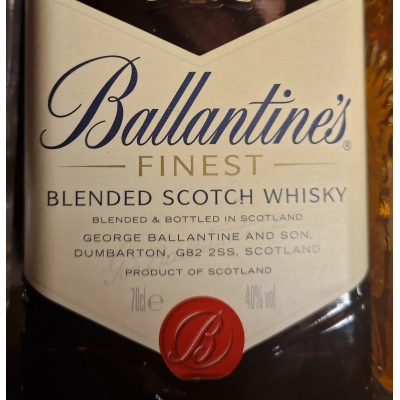 Ballantine's®
FINEST
BLENDED SCOTCH WHISKY
BLENDED & BOTTLED IN SCOTLAND
GEORGE BALLANTINE AND SON,
DUMBARTON, G82 2SS, SCOTLAND
PRODUCT OF SCOTLAND
70cl e 40% vol
B